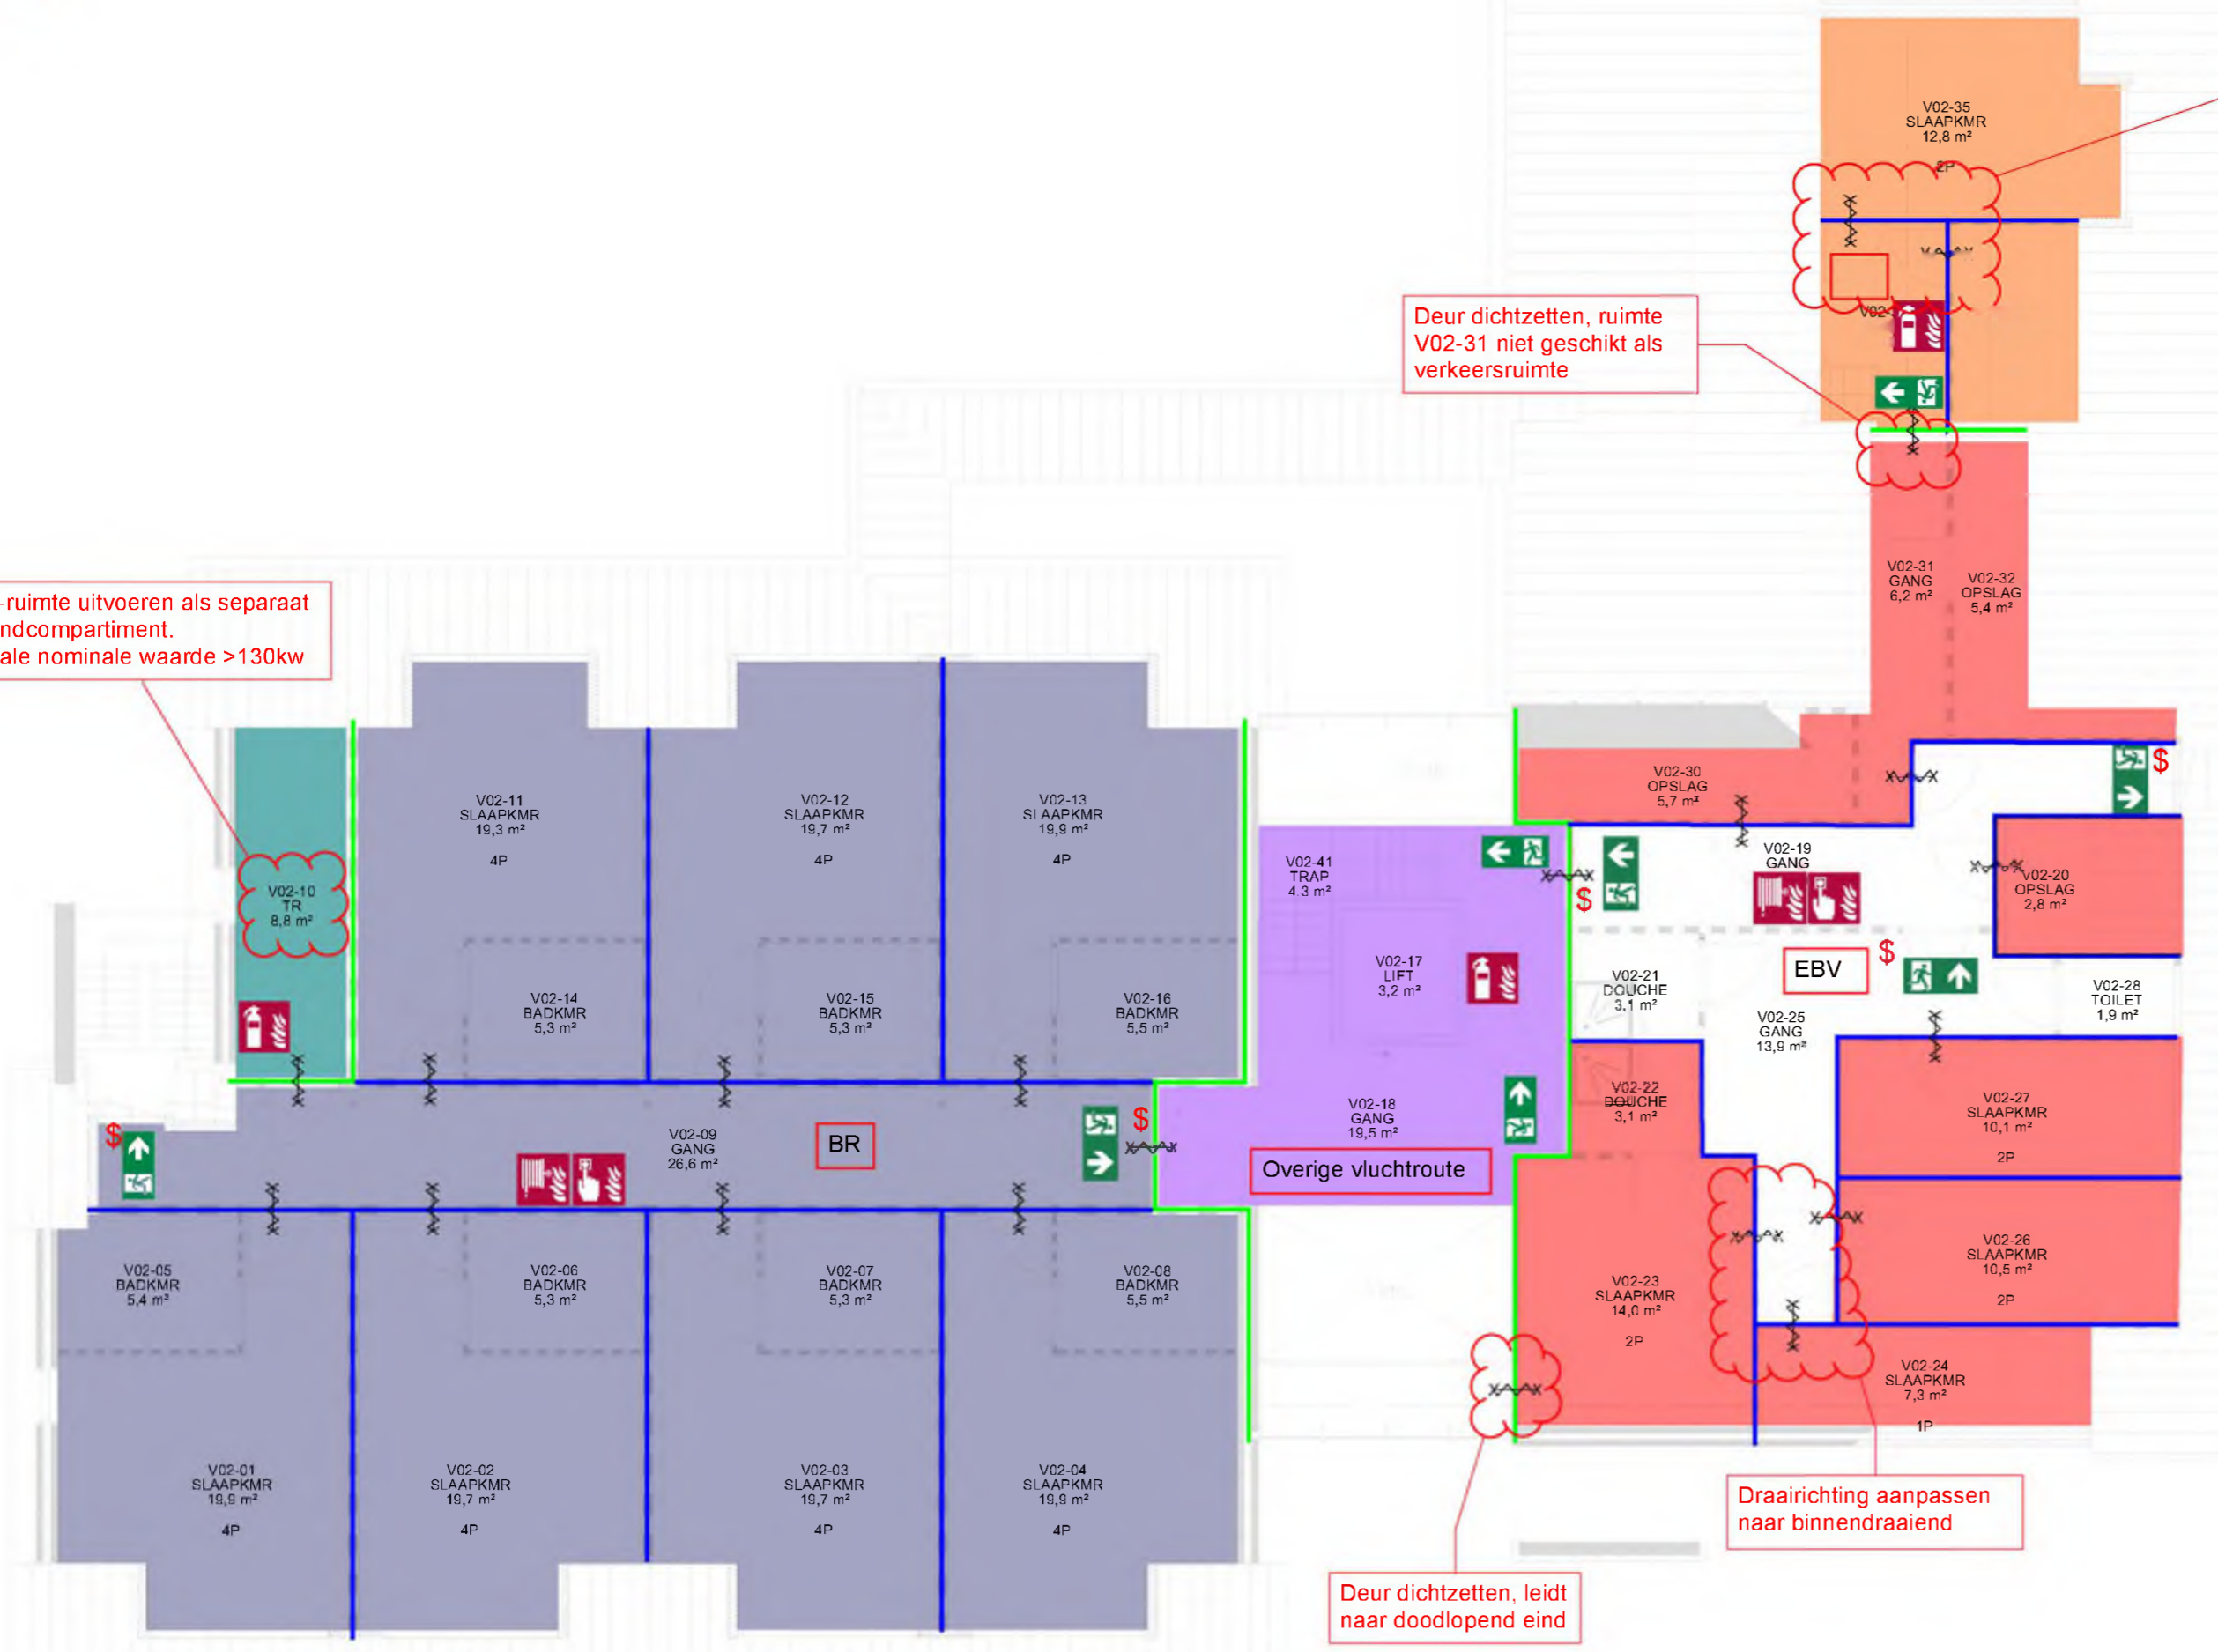 V02-35
SLAAPKMR
12,8 m²
2P
V02
Deur dichtzetten, ruimte
V02-31 niet geschikt als
verkeersruimte
V02-31
GANG
6,2 m²
V02-32
OPSLAG
5,4 m²
-ruimte uitvoeren als separaat
ndcompartiment.
ale nominale waarde >130kw
V02-10
TR
8,8 m²
V02-11
SLAAPKMR
19,3 m²
4P
V02-12
SLAAPKMR
19,7 m²
4P
V02-13
SLAAPKMR
19,9 m²
4P
V02-14
BADKMR
5,3 m²
V02-15
BADKMR
5,3 m²
V02-16
BADKMR
5,5 m²
V02-41
TRAP
4.3 m²
V02-17
LIFT
3,2 m²
V02-18
GANG
19,5 m²
Overige vluchtroute
V02-30
OPSLAG
5,7 m²
$
V02-19
GANG
V02-20
OPSLAG
2,8 m²
$
EBV
$
V02-21
DOUCHE
3,1 m²
V02-25
GANG
13,9 m²
V02-28
TOILET
1,9 m²
V02-22
DOUCHE
3,1 m²
V02-27
SLAAPKMR
10,1 m²
2P
V02-26
SLAAPKMR
10,5 m²
2P
V02-23
SLAAPKMR
14,0 m²
2P
V02-24
SLAAPKMR
7,3 m²
1P
$
V02-09
GANG
26,6 m²
BR
$
V02-05
BADKMR
5,4 m²
V02-06
BADKMR
5,3 m²
V02-07
BADKMR
5,3 m²
V02-08
BADKMR
5,5 m²
V02-01
SLAAPKMR
19,9 m²
4P
V02-02
SLAAPKMR
19,7 m²
4P
V02-03
SLAAPKMR
19,7 m²
4P
V02-04
SLAAPKMR
19,9 m²
4P
Draairichting aanpassen
naar binnendraaiend
Deur dichtzetten, leidt
naar doodlopend eind